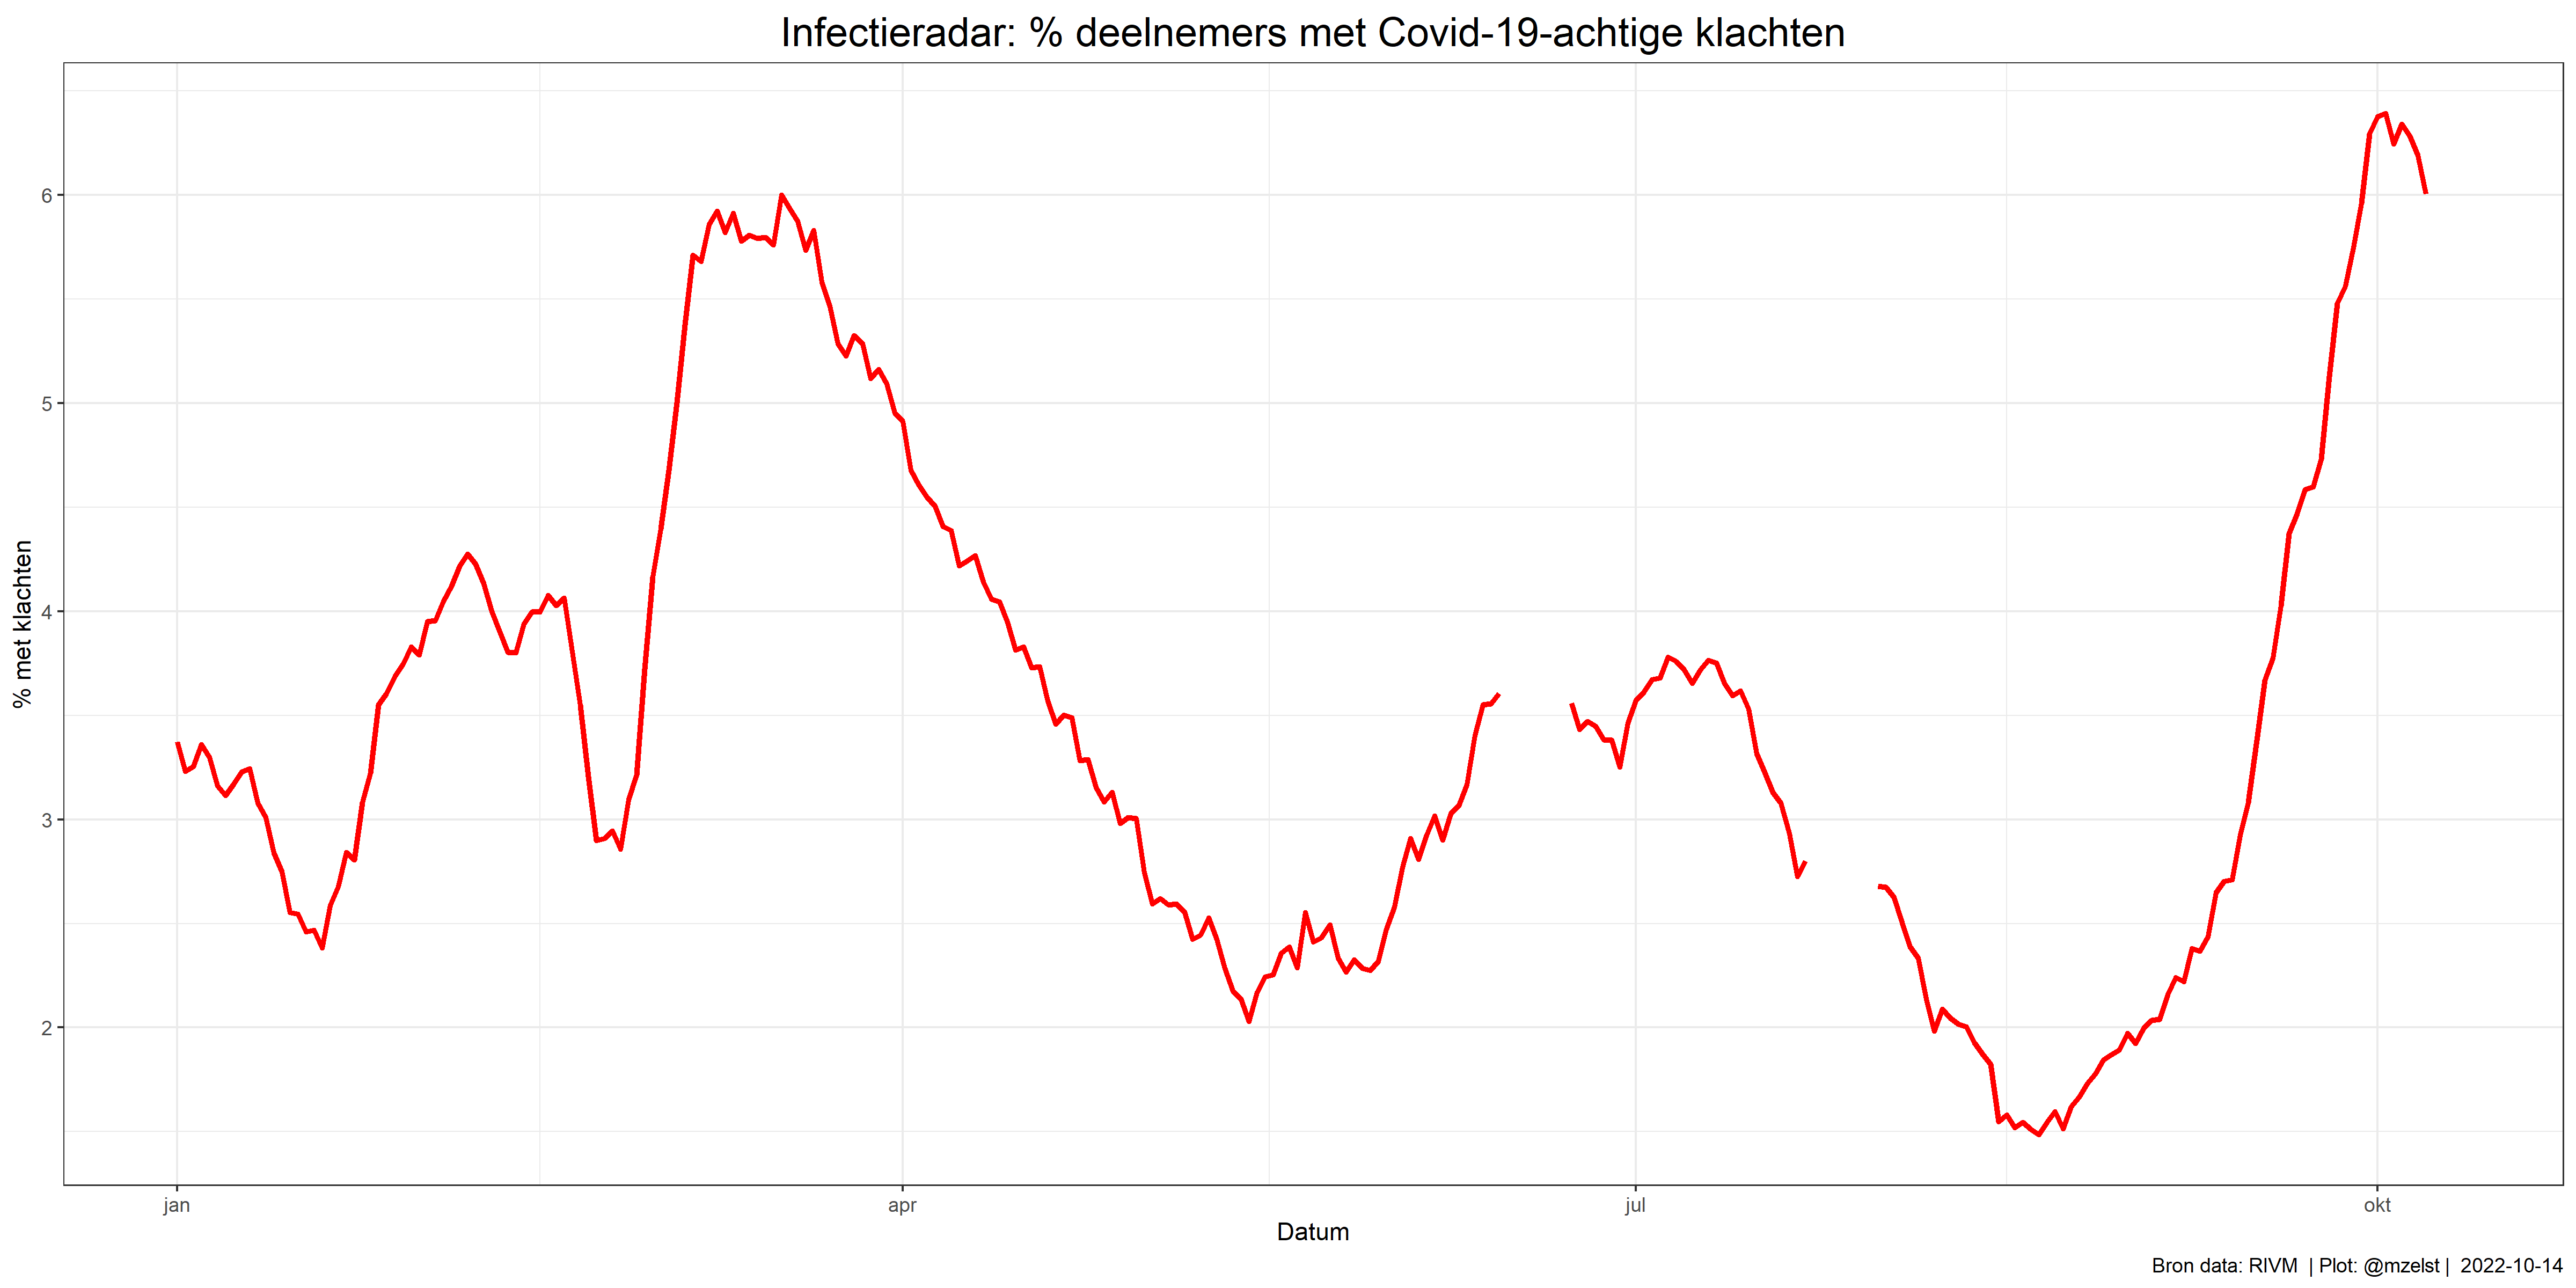 Infectieradar: % deelnemers met Covid-19-achtige klachten
% met klachten
6
5
4
3
2
jan
apr
jul
okt
Datum
Bron data: RIVM | Plot: @mzelst | 2022-10-14